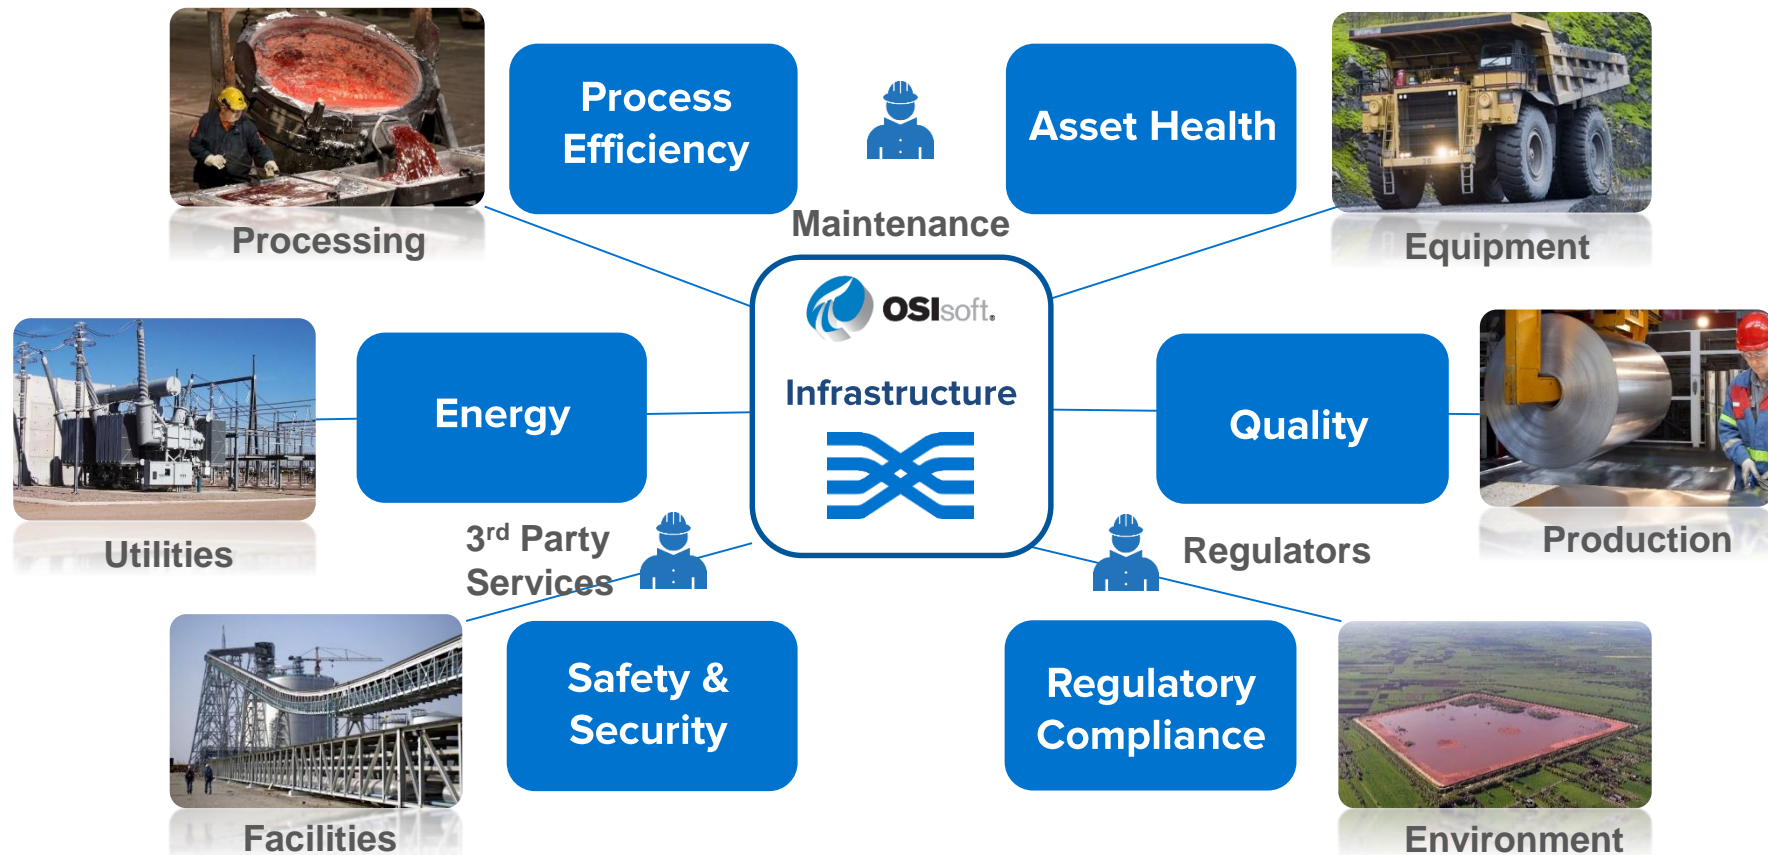 Process
Efficiency
Asset Health
Maintenance
Processing
Equipment
OSIsoft.
Infrastructure
Energy
Quality
3rd Party
Services
Regulators
Utilities
Production
Safety &
Security
Regulatory
Compliance
Facilities
Environment